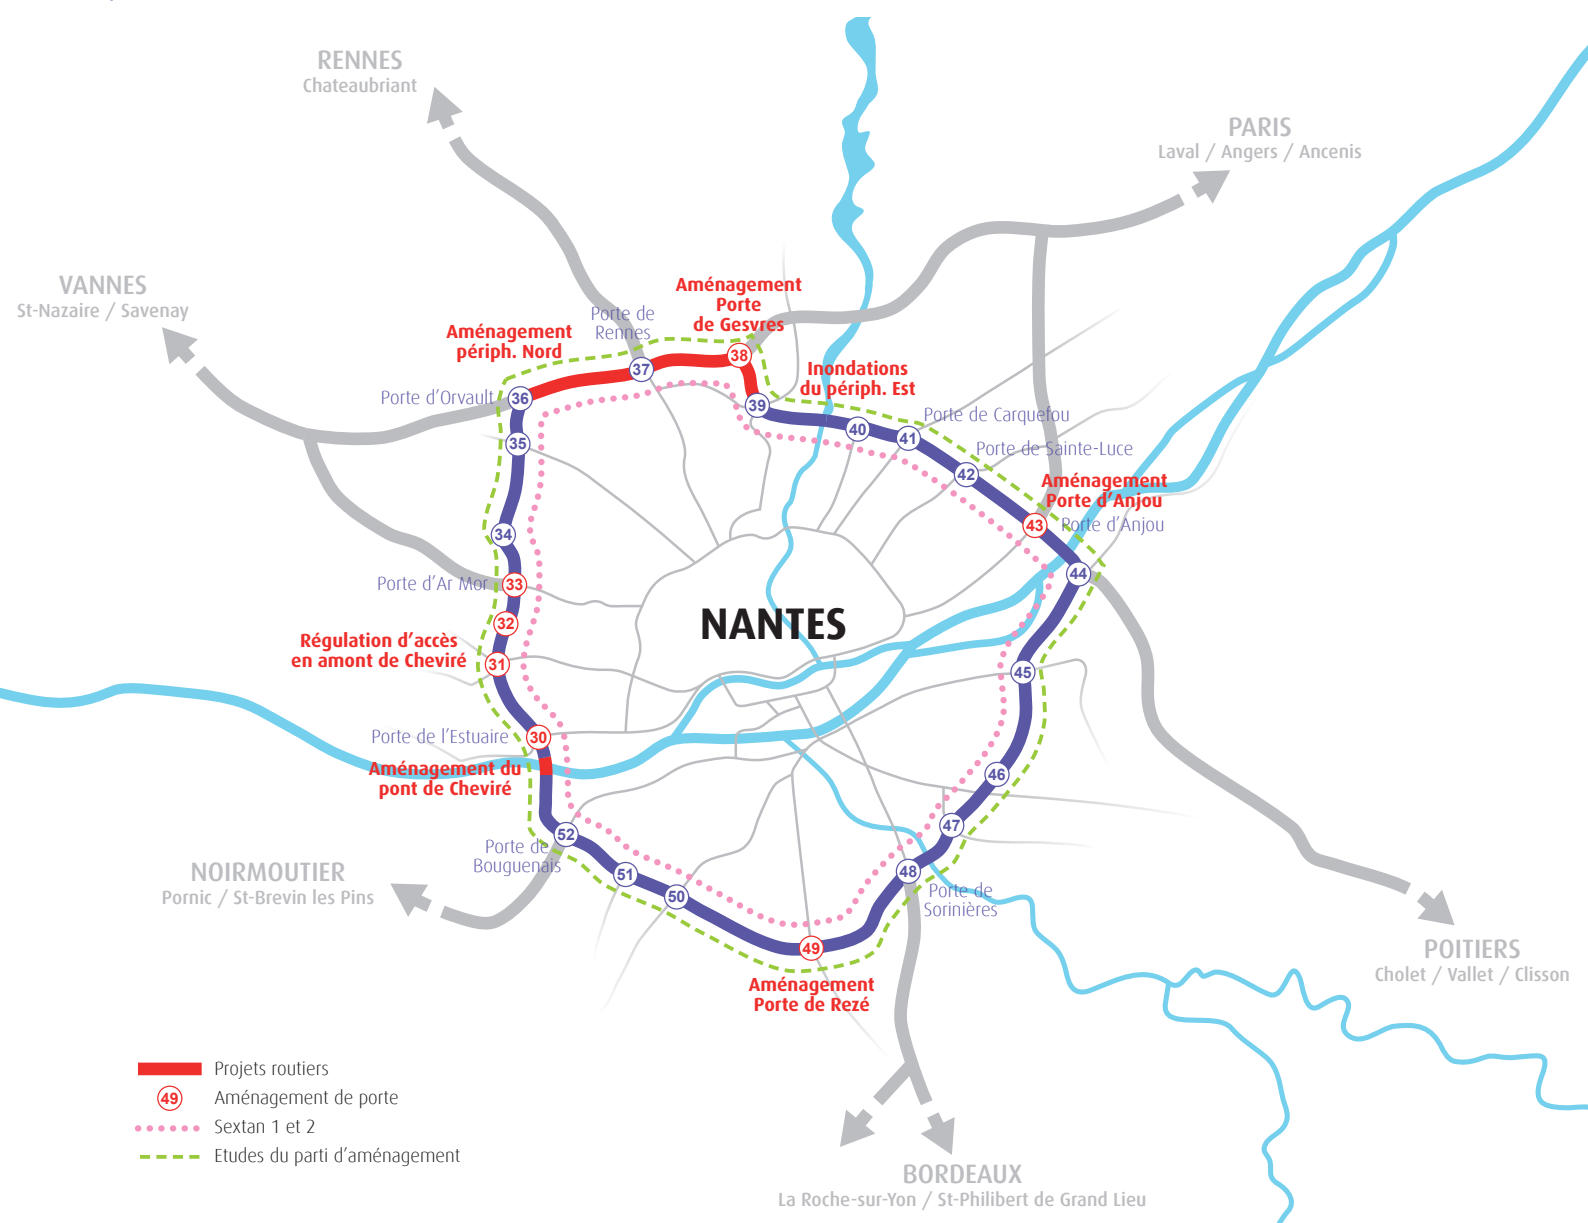 RENNES
Chateaubriant
PARIS
Laval / Angers / Ancenis
VANNES
St-Nazaire / Savenay
Aménagement
Porte
de Gesvres
Porte de
Rennes
Aménagement
périph. Nord
38
37
Inondations
du périph. Est
Porte d'Orvault
36
39
40
41
Porte de Carquefou
35
42
Porte de Sainte-Luce
Aménagement
Porte d'Anjou
43
Porte d'Anjou
34
44
Porte d'Ar Mor
33
32
NANTES
Régulation d'accès
en amont de Cheviré
31
45
Porte de l'Estuaire
30
Aménagement du
pont de Cheviré
46
47
52
Porte de
Bouguenais
51
50
48
Porte de
Sorinières
NOIRMOUTIER
Pornic / St-Brevin les Pins
49
Aménagement
Porte de Rezé
POITIERS
Cholet / Vallet / Clisson
Projets routiers
49
Aménagement de porte
Sextan 1 et 2
Etudes du parti d'aménagement
BORDEAUX
La Roche-sur-Yon / St-Philibert de Grand Lieu